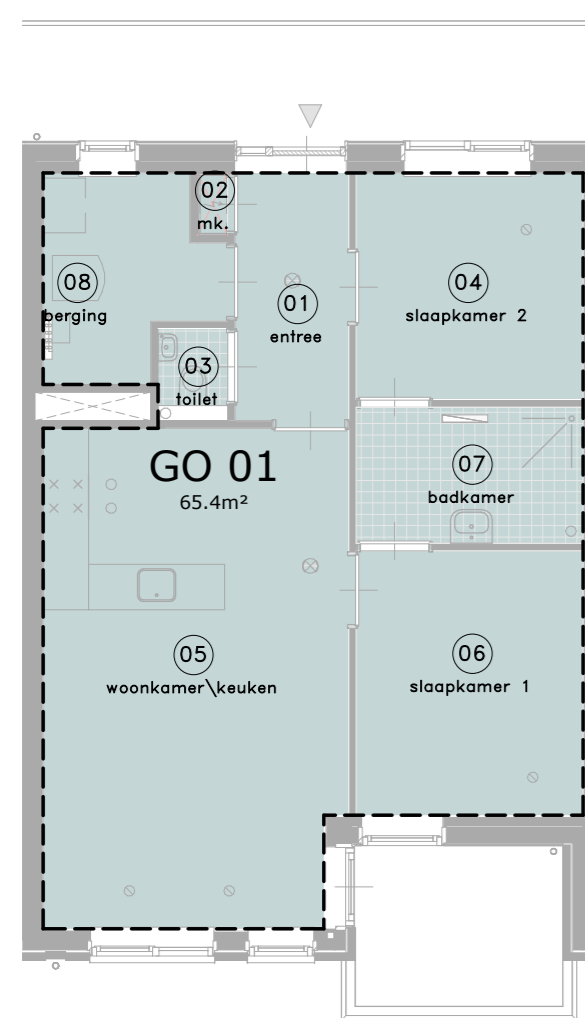 02
mk.
08
berging
01
entree
04
slaapkamer 2
03
toilet
GO 01
65.4m²
07
badkamer
05
woonkamer\keuken
06
slaapkamer 1